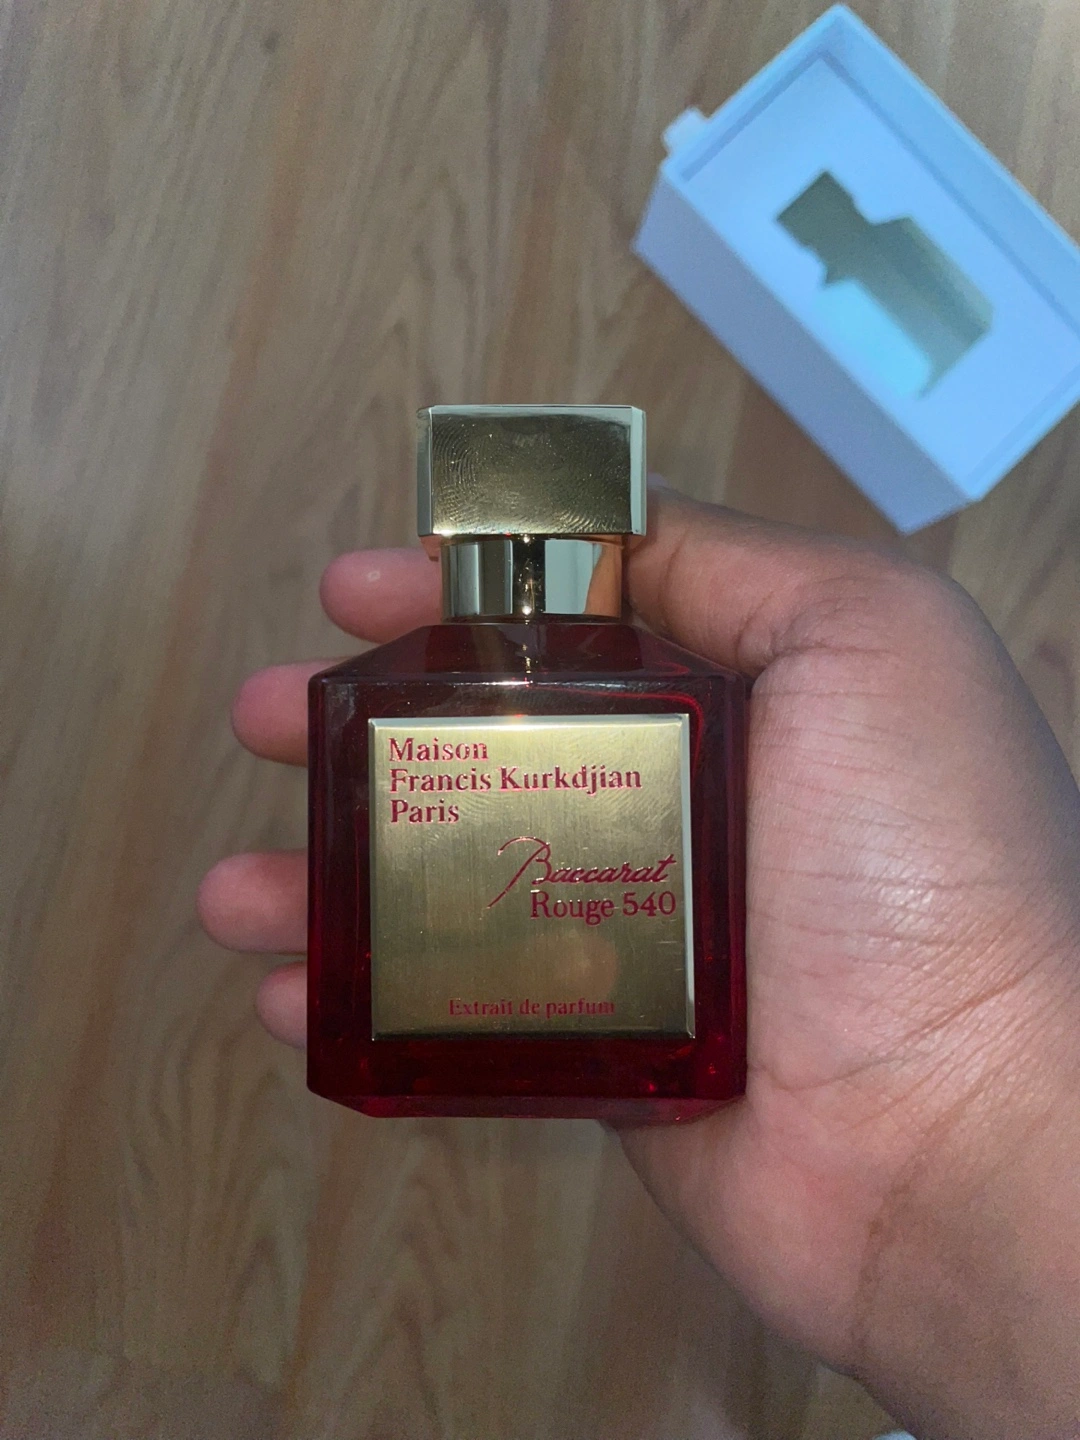 Maison
Francis Kurkdjian
Paris
Baccarat
Rouge 540
Extrait de parfum